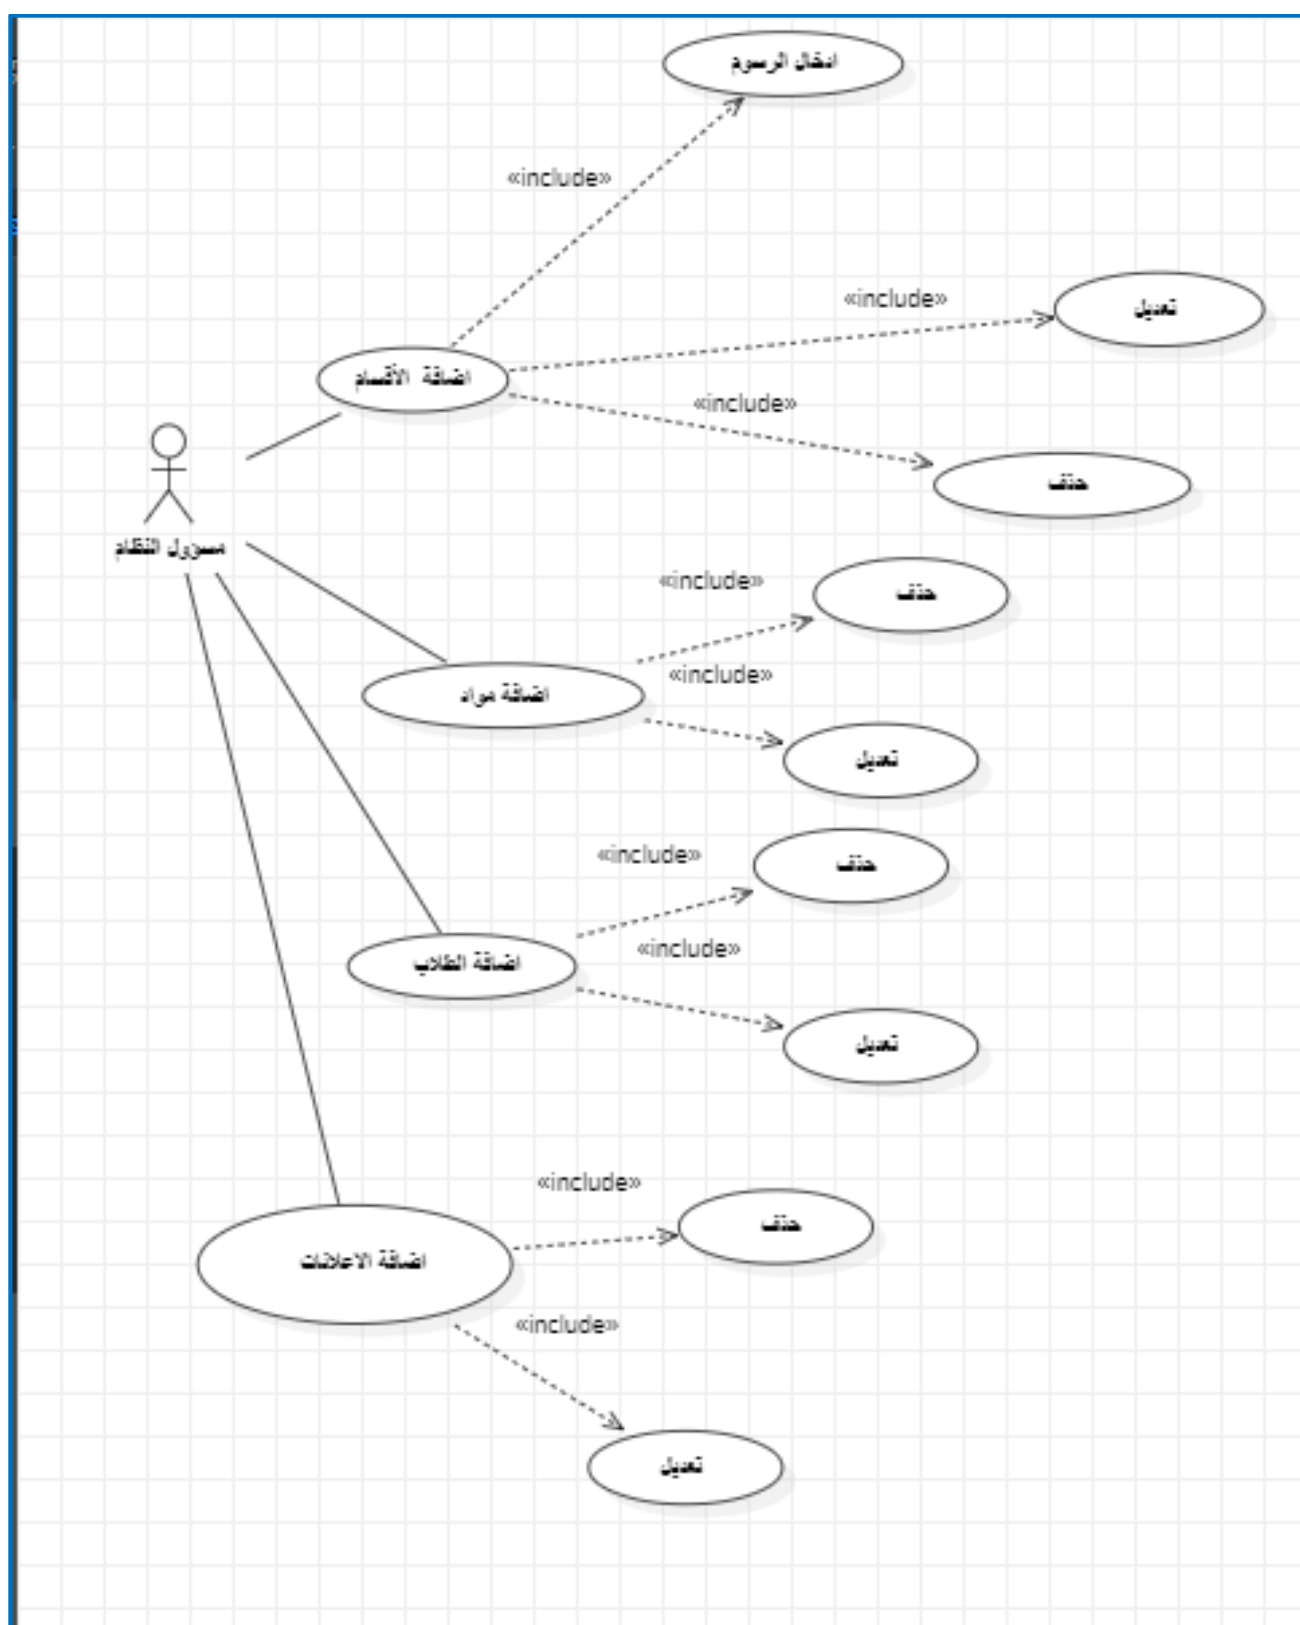 ادخال الرسوم
«include»
«include»
تعديل
اضافة الأقسام
«include»
حذف
مسؤول النظام
«include»
حذف
«include»
اضافة مواد
تعديل
«include»
حذف
«include»
اضافة الطلاب
تعديل
«include»
حذف
اضافة الاعلانات
«include»
تعديل